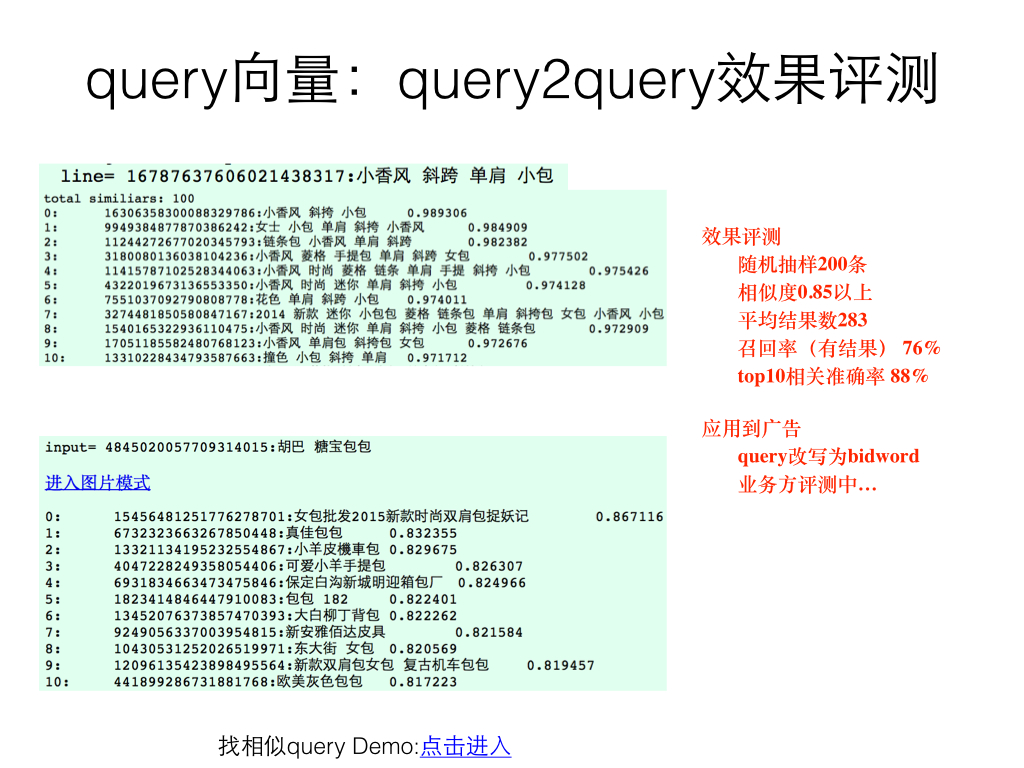 query向量：query2query效果评测
line= 16787637606021438317:小香风 斜跨 单肩 小包
total similiars: 100
0: 16306358300088329786:小香风 斜挎 小包 0.989306
1: 9949384877870386242:女士 小包 单肩 斜挎 小香风 0.984909
2: 11244272677020345793:链条包 小香风 单肩 斜跨 0.982382
3: 3180080136038104236:小香风 菱格 手提包 单肩 斜跨 女包 0.977502
4: 11415787102528344063:小香风 时尚 菱格 链条 单肩 手提 斜挎 小包 0.975426
5: 4322019673136553350:小香风 时尚 迷你 单肩 斜挎 小包 0.974128
6: 7551037092790808778:花色 单肩 斜跨 小包 0.974011
7: 3274481850580847167:2014 新款 迷你 小包包 菱格 链条包 单肩 斜挎包 女包 小香风 小包
8: 1540165322936110475:小香风 时尚 迷你 单肩 斜挎 小包 菱格 链条包 0.972909
9: 17051185582480768123:小香风 单肩包 斜挎包 女包 0.972676
10: 13310228434793587663:撞色 小包 斜挎 单肩 0.971712
效果评测
随机抽样200条
相似度0.85以上
平均结果数283
召回率（有结果） 76%
top10相关准确率 88%
应用到广告
query改写为bidword
业务方评测中…
input= 4845020057709314015:胡巴 糖宝包包
进入图片模式
0: 15456481251776278701:女包批发2015新款时尚双肩包捉妖记 0.867116
1: 6732323663267850448:真佳包包 0.832355
2: 13321134195232554867:小羊皮機車包 0.829675
3: 4047228249358054406:可爱小羊手提包 0.826307
4: 6931834663473475846:保定白沟新城明迎箱包厂 0.824966
5: 1823414846447910083:包包 182 0.822401
6: 13452076373857470393:大白柳丁背包 0.822262
7: 9249056337003954815:新安雅佰达皮具 0.821584
8: 10430531252026519971:东大街 女包 0.820569
9: 12096135423898495564:新款双肩包女包 复古机车包包 0.819457
10: 441899286731881768:欧美灰色包包 0.817223
找相似query Demo:点击进入